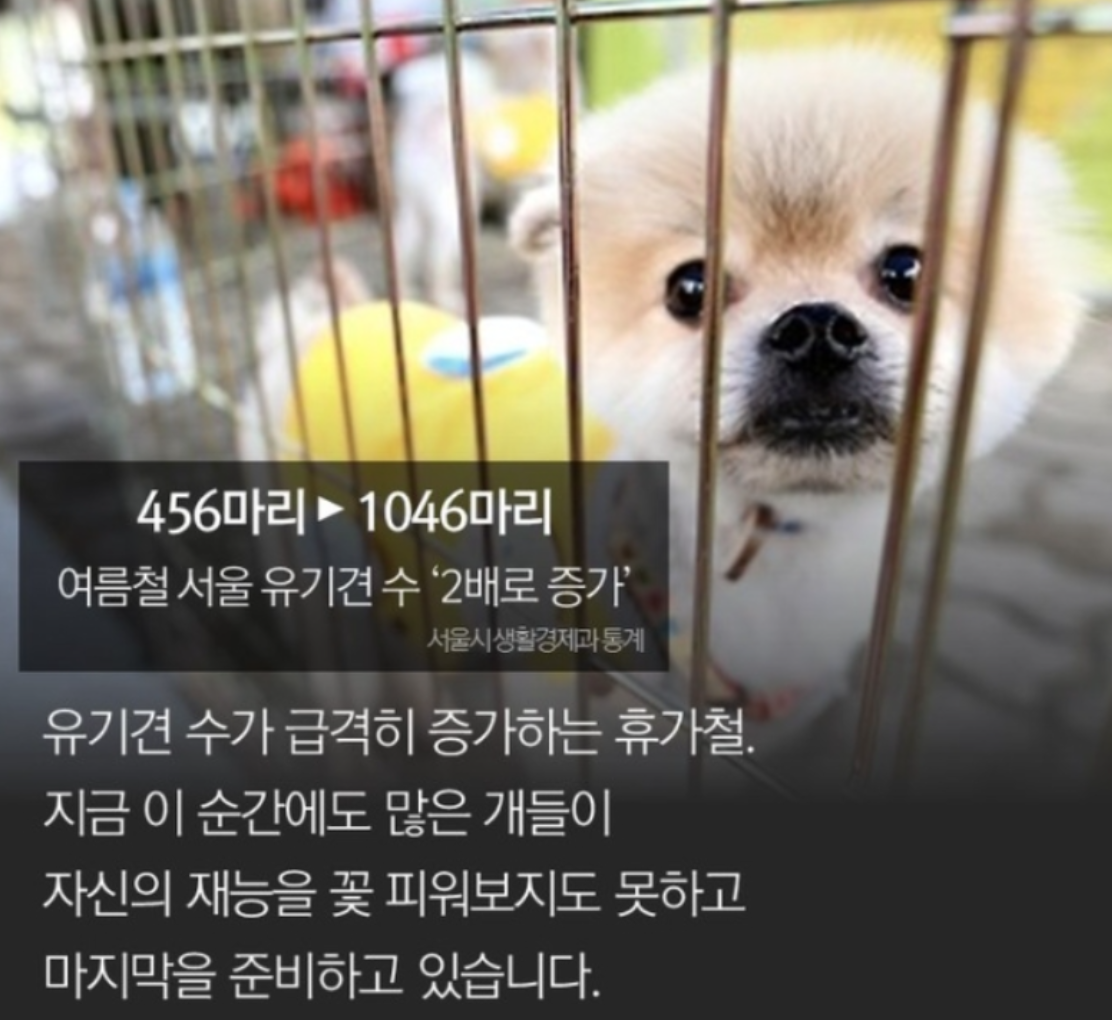 456마리 ▶ 1046마리
여름철 서울 유기견 수 ‘2배로 증가’
서울시 생활경제과 통계
유기견 수가 급격히 증가하는 휴가철.
지금 이 순간에도 많은 개들이
자신의 재능을 꽃 피워보지도 못하고
마지막을 준비하고 있습니다.